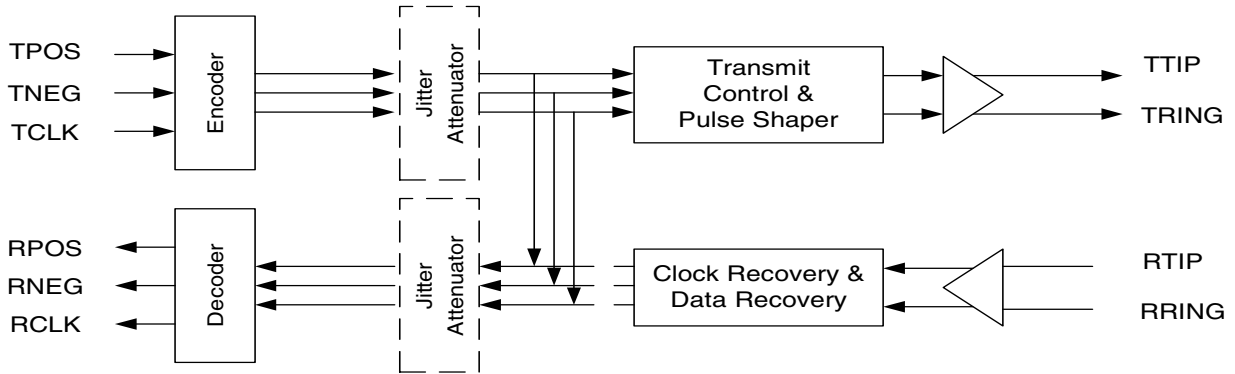 TPOS
TNEG
TCLK
Encoder
Jitter
Attenuator
Transmit
Control &
Pulse Shaper
TTIP
TRING
RPOS
RNEG
RCLK
Decoder
Jitter
Attenuator
Clock Recovery &
Data Recovery
RTIP
RRING